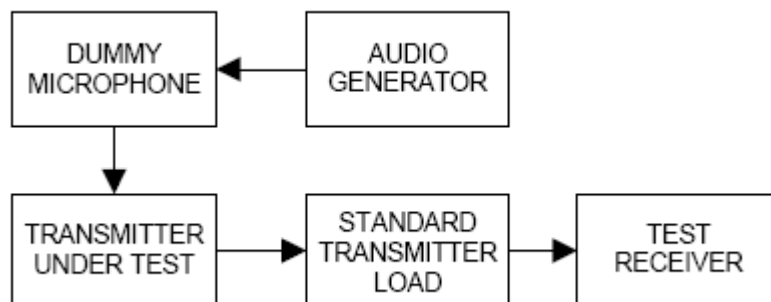 DUMMY
MICROPHONE
AUDIO
GENERATOR
TRANSMITTER
UNDER TEST
STANDARD
TRANSMITTER
LOAD
TEST
RECEIVER